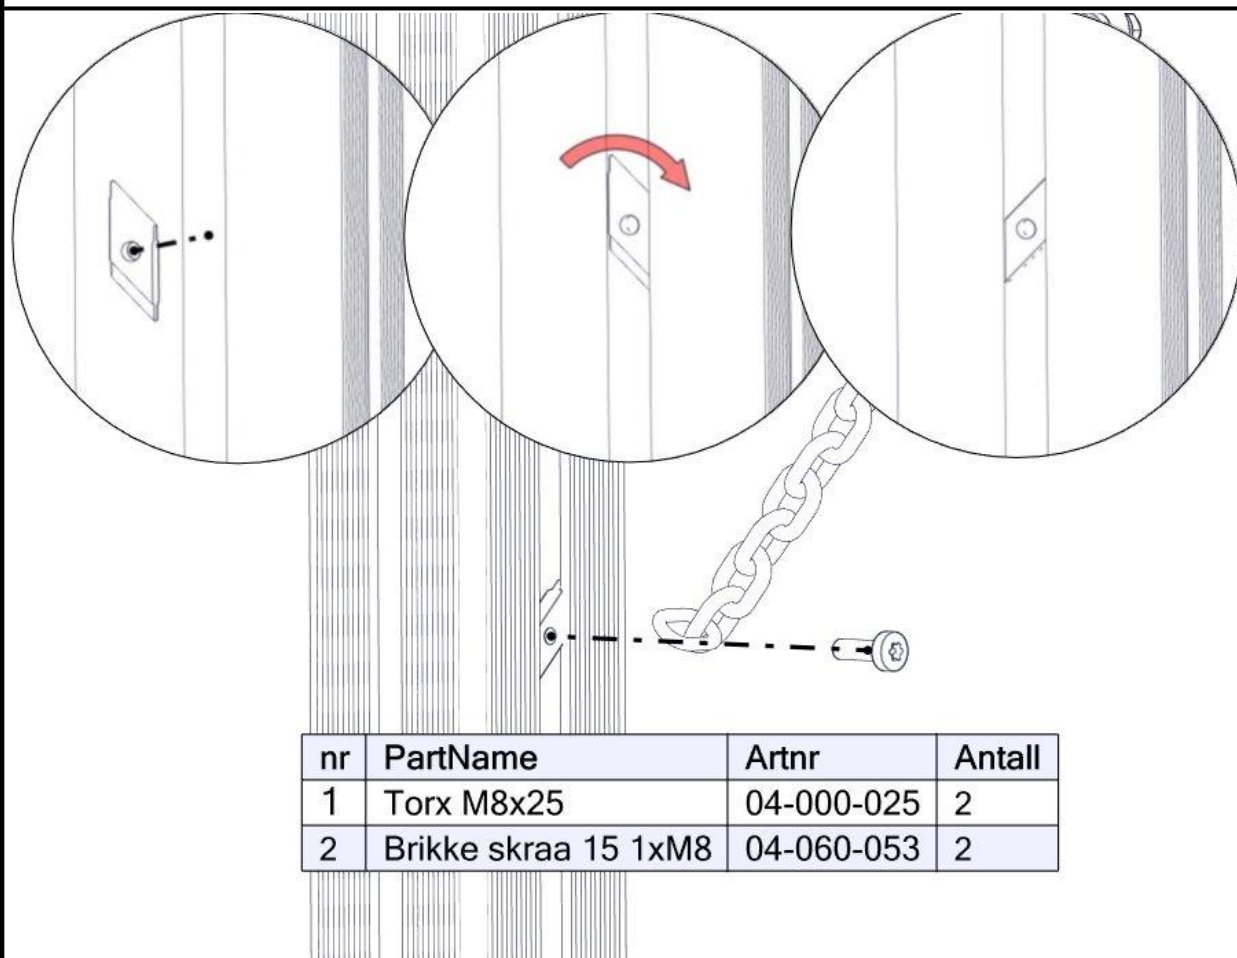 nr PartName Artnr Antall
1 Torx M8x25 04-000-025 2
2 Brikke skraa 15 1xM8 04-060-053 2